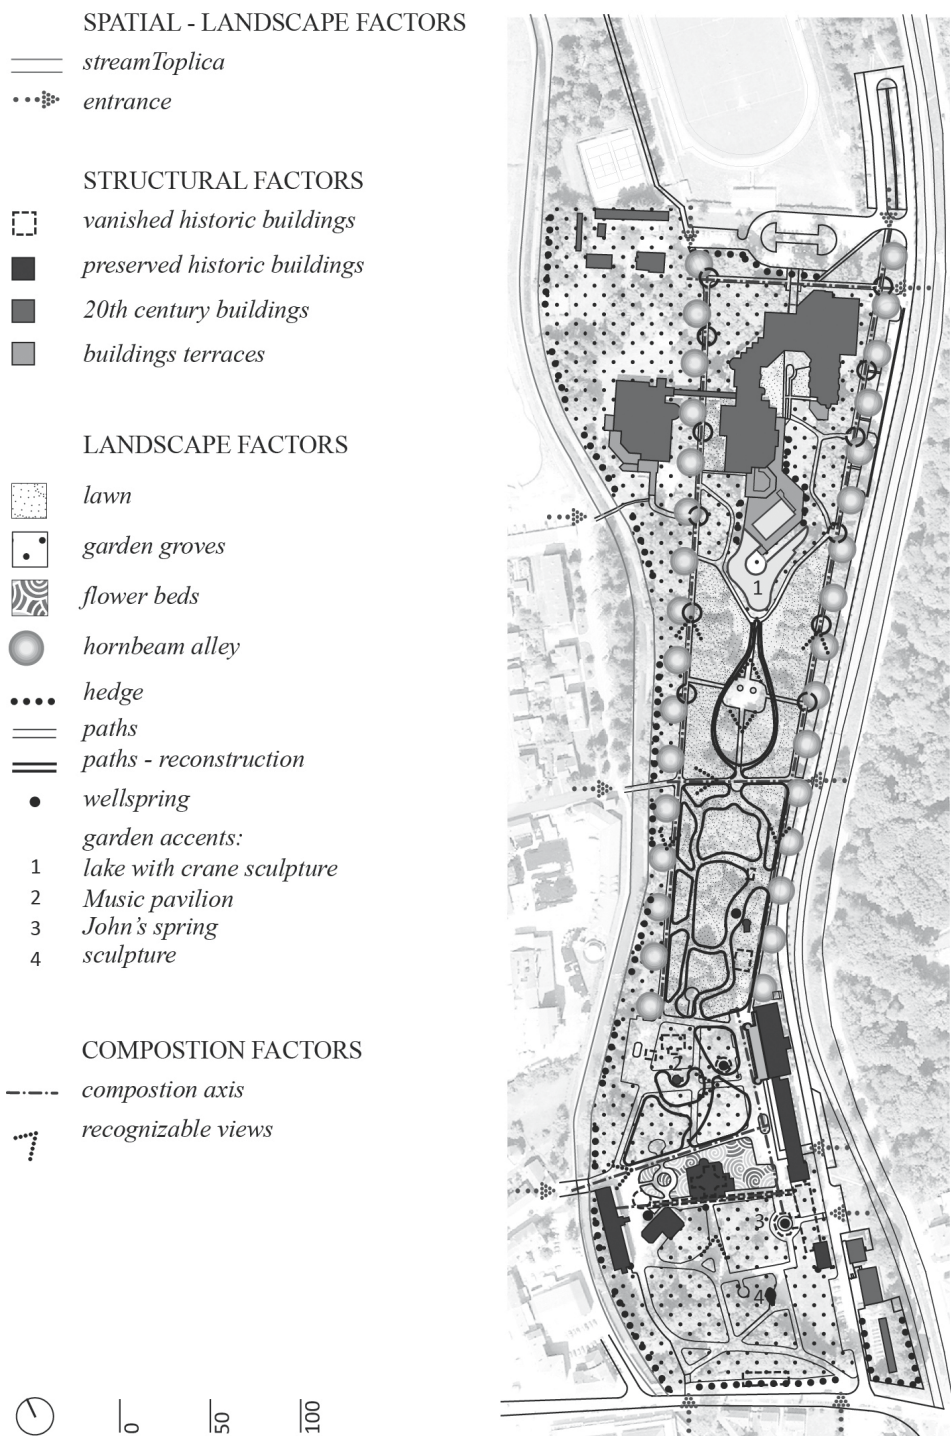 SPATIAL - LANDSCAPE FACTORS
streamToplica
entrance
STRUCTURAL FACTORS
vanished historic buildings
preserved historic buildings
20th century buildings
buildings terraces
LANDSCAPE FACTORS
lawn
garden groves
flower beds
hornbeam alley
hedge
paths
paths - reconstruction
wellspring
garden accents:
1 lake with crane sculpture
2 Music pavilion
3 John's spring
4 sculpture
COMPOSTION FACTORS
compostion axis
recognizable views
0 50 100
1
2
3
4